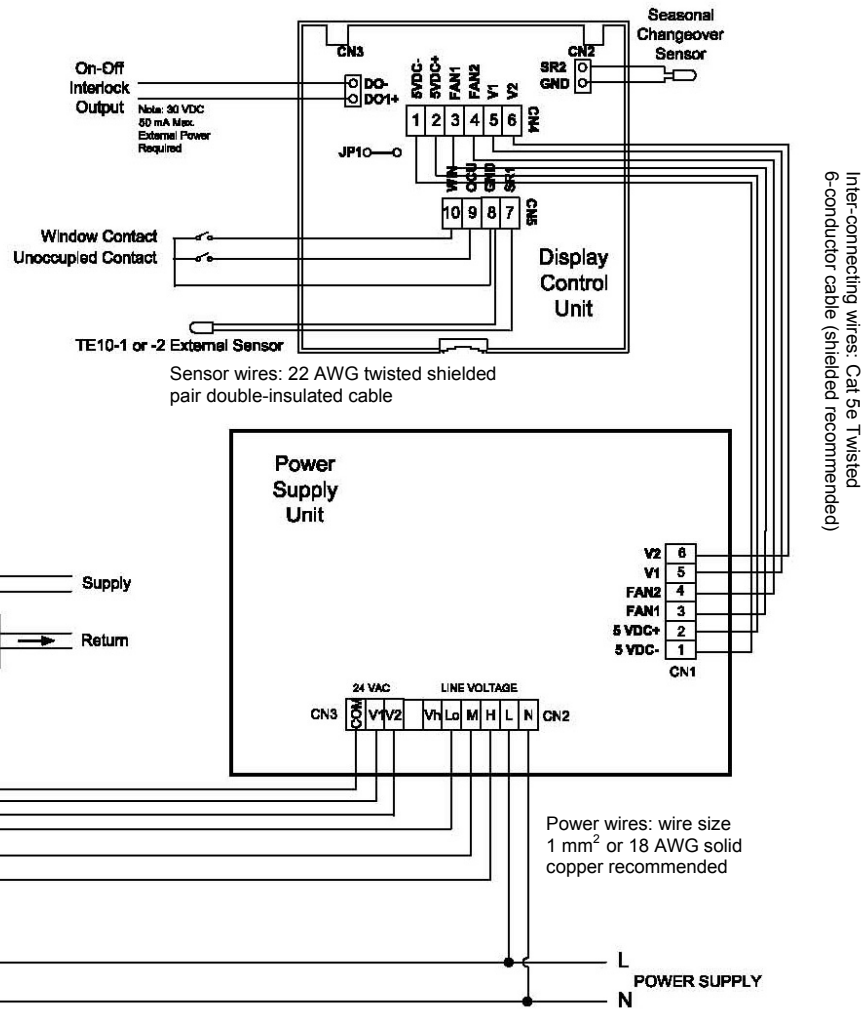 Seasonal
Changeover
Sensor
CN3
CN2
On-Off
Interlock
Output
Note: 30 VDC
50 mA Max.
External Power
Required
DO-
DO1+
5VDC-
5VDC+
FAN1
FAN2
V1
V2
SR2
GND
1 2 3 4 5 6
CN4
JP1
WIN
OCU
GND
SR1
10 9 8 7
CN5
Window Contact
Unoccupied Contact
Display
Control
Unit
TE10-1 or -2 External Sensor
Sensor wires: 22 AWG twisted shielded
pair double-insulated cable
Inter-connecting wires: Cat 5e Twisted
6-conductor cable (shielded recommended)
Power
Supply
Unit
V2 6
V1 5
FAN2 4
FAN1 3
5 VDC+ 2
5 VDC- 1
CN1
Supply
Return
24 VAC LINE VOLTAGE
CN3 COM V1 V2 Vh Lo M H L N CN2
Power wires: wire size
1 mm² or 18 AWG solid
copper recommended
L
POWER SUPPLY
N